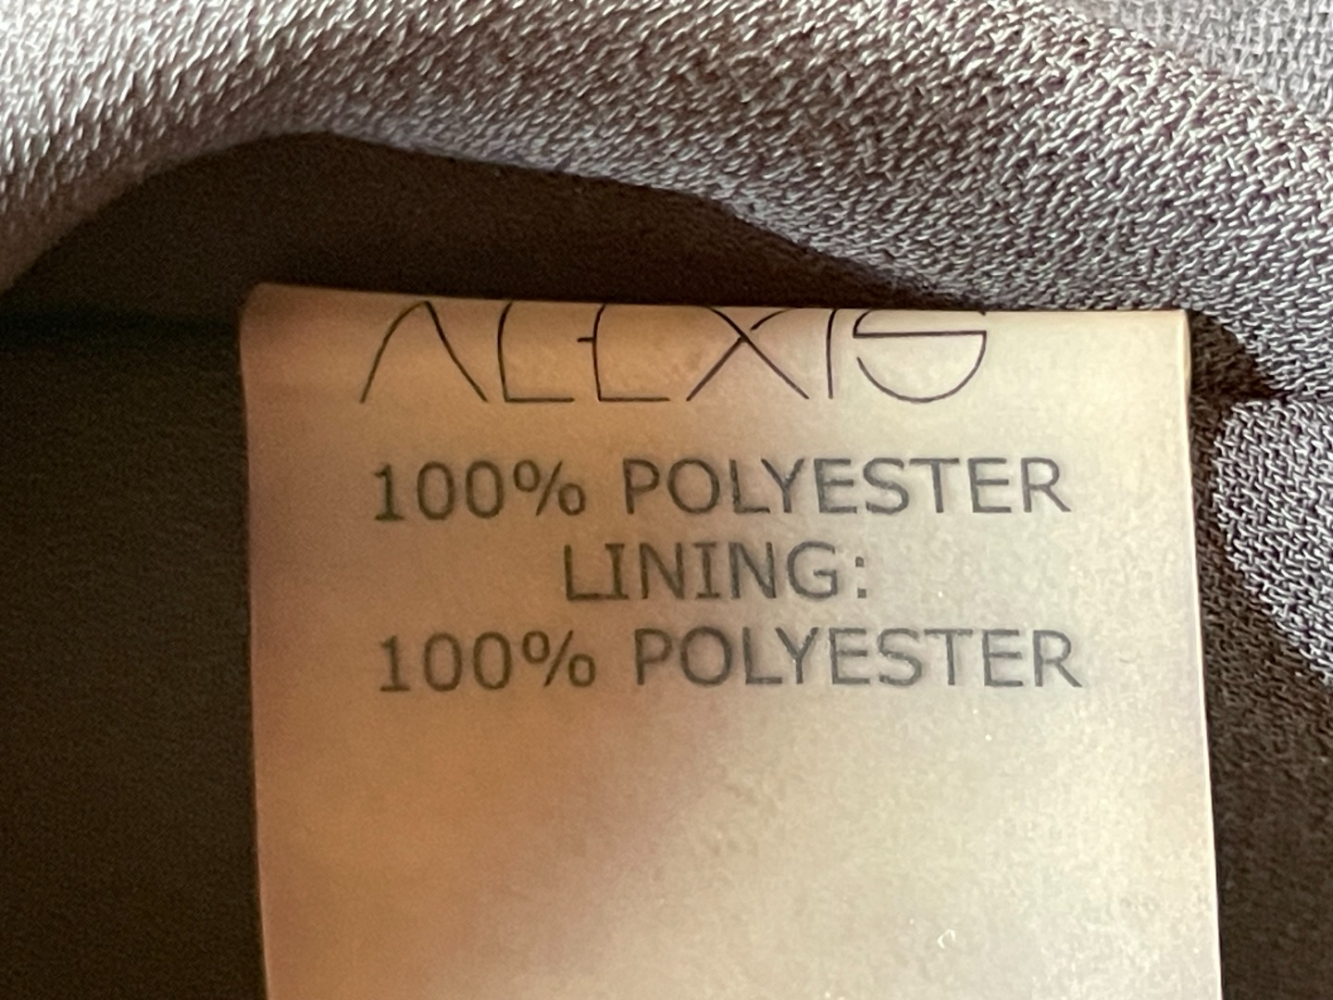 ALEXIS
100% POLYESTER
LINING:
100% POLYESTER